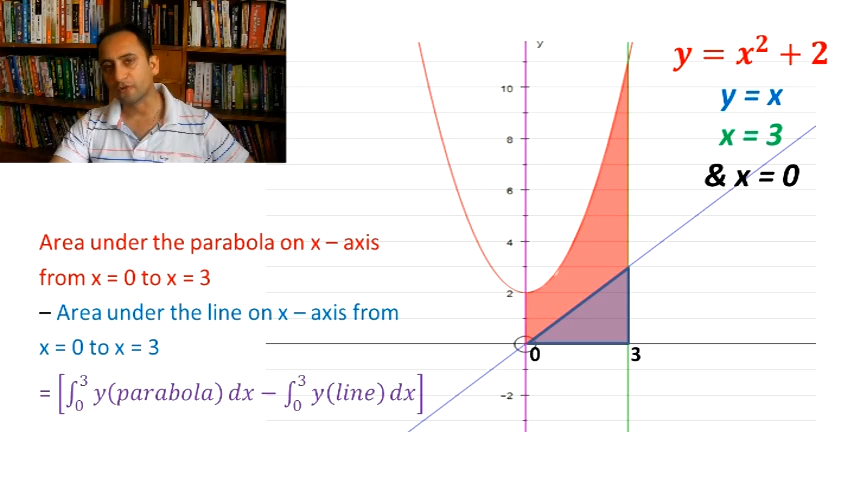 y = x² + 2
y = x
x = 3
& x = 0
Area under the parabola on x – axis
from x = 0 to x = 3
– Area under the line on x – axis from
x = 0 to x = 3
= [∫₀³ y(parabola) dx − ∫₀³ y(line) dx]
y
10
8
6
4
2
0 3
−2